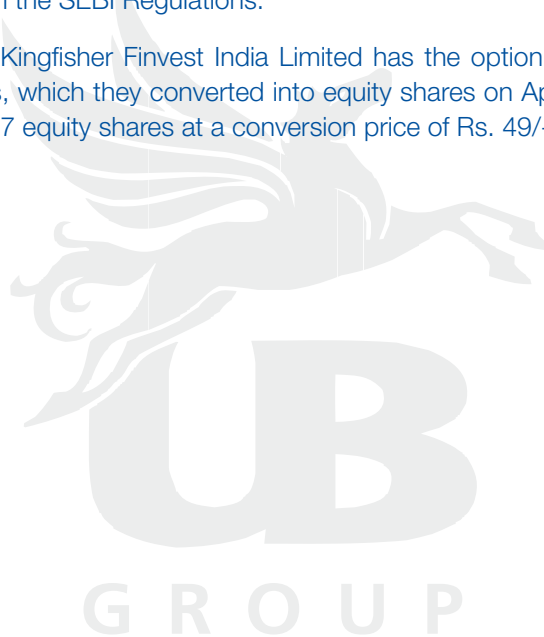 the SEBI Regulations.
Kingfisher Finvest India Limited has the option
, which they converted into equity shares on
7 equity shares at a conversion price of Rs. 49/-
UB
GROUP